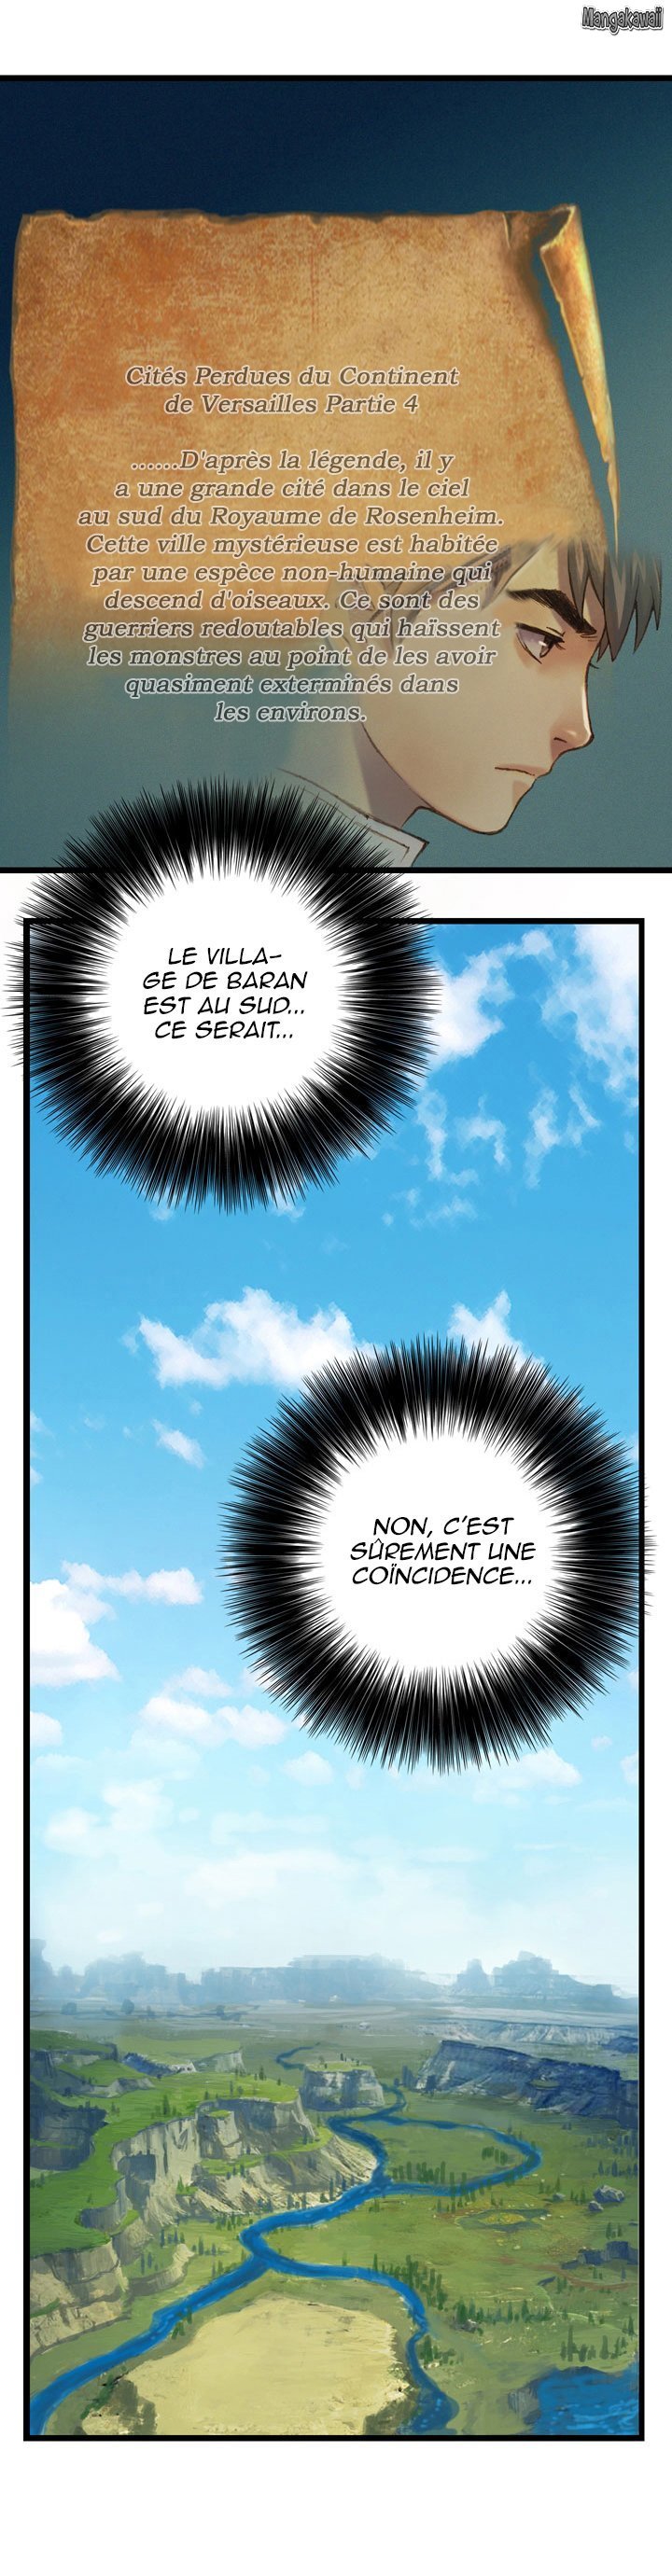 Mangakawaii
Cités Perdues du Continent
de Versailles Partie 4
......D'après la légende, il y
a une grande cité dans le ciel
au sud du Royaume de Rosenheim.
Cette ville mystérieuse est habitée
par une espèce non-humaine qui
descend d'oiseaux. Ce sont des
guerriers redoutables qui haïssent
les monstres au point de les avoir
quasiment exterminés dans
les environs.
LE VILLA-
GE DE BARAN
EST AU SUD...
CE SERAIT...
NON, C'EST
SÛREMENT UNE
COÏNCIDENCE...